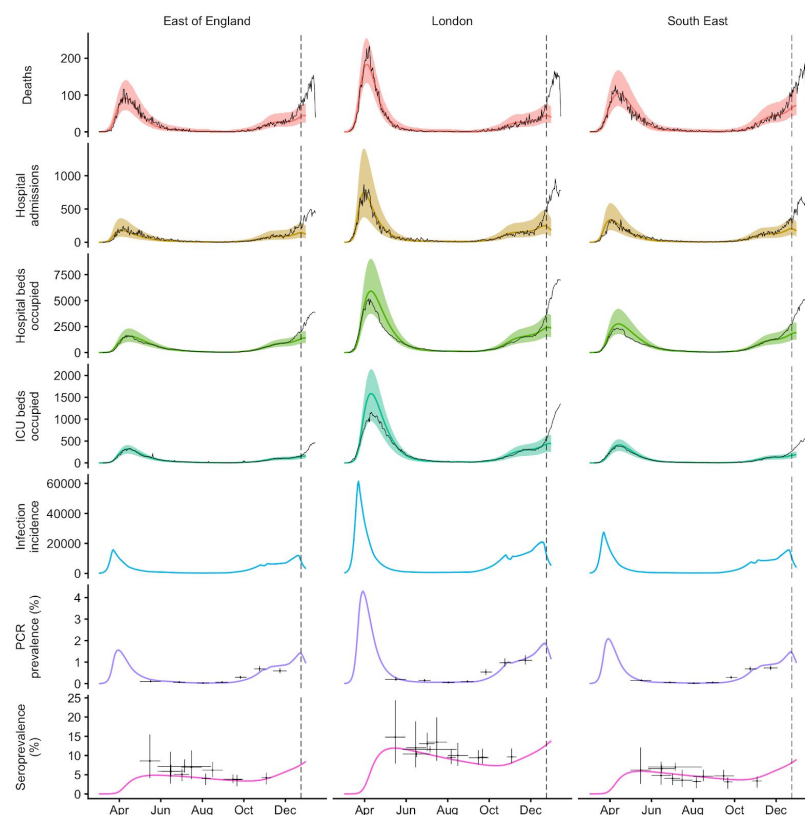 East of England London South East
Deaths
200
100
0
Hospital
admissions
1000
500
0
Hospital beds
occupied
7500
5000
2500
0
ICU beds
occupied
2000
1500
1000
500
0
Infection
incidence
60000
40000
20000
0
PCR
prevalence (%)
4
3
2
1
0
Seroprevalence
(%)
25
20
15
10
5
0
Apr Jun Aug Oct Dec Apr Jun Aug Oct Dec Apr Jun Aug Oct Dec